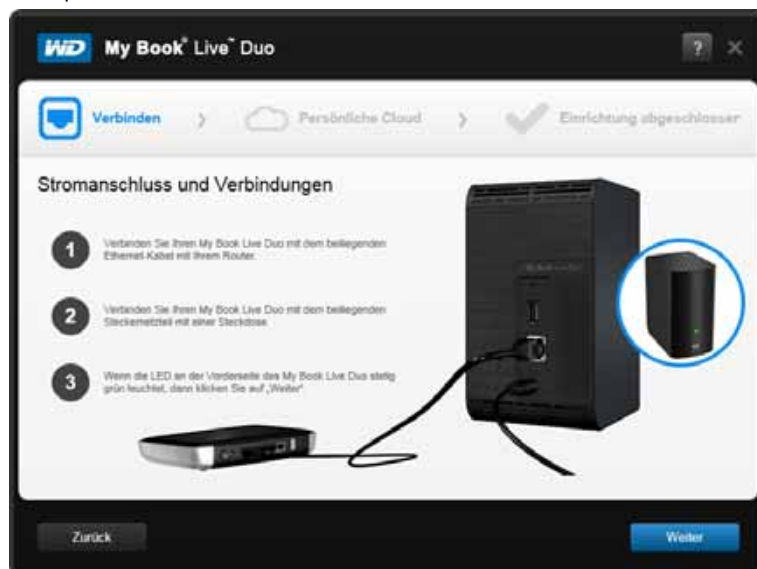 WD My Book® Live™ Duo
?
Verbinden
Persönliche Cloud
Einrichtung abgeschlossen
Stromanschluss und Verbindungen
1 Verbinden Sie Ihren My Book Live Duo mit dem beiliegenden
Ethernet-Kabel mit Ihrem Router.
2 Verbinden Sie Ihren My Book Live Duo mit dem beiliegenden
Steckernetzteil mit einer Steckdose.
3 Wenn die LED an der Vorderseite des My Book Live Duo stetig
grün leuchtet, dann klicken Sie auf „Weiter“
Zurück
Weiter